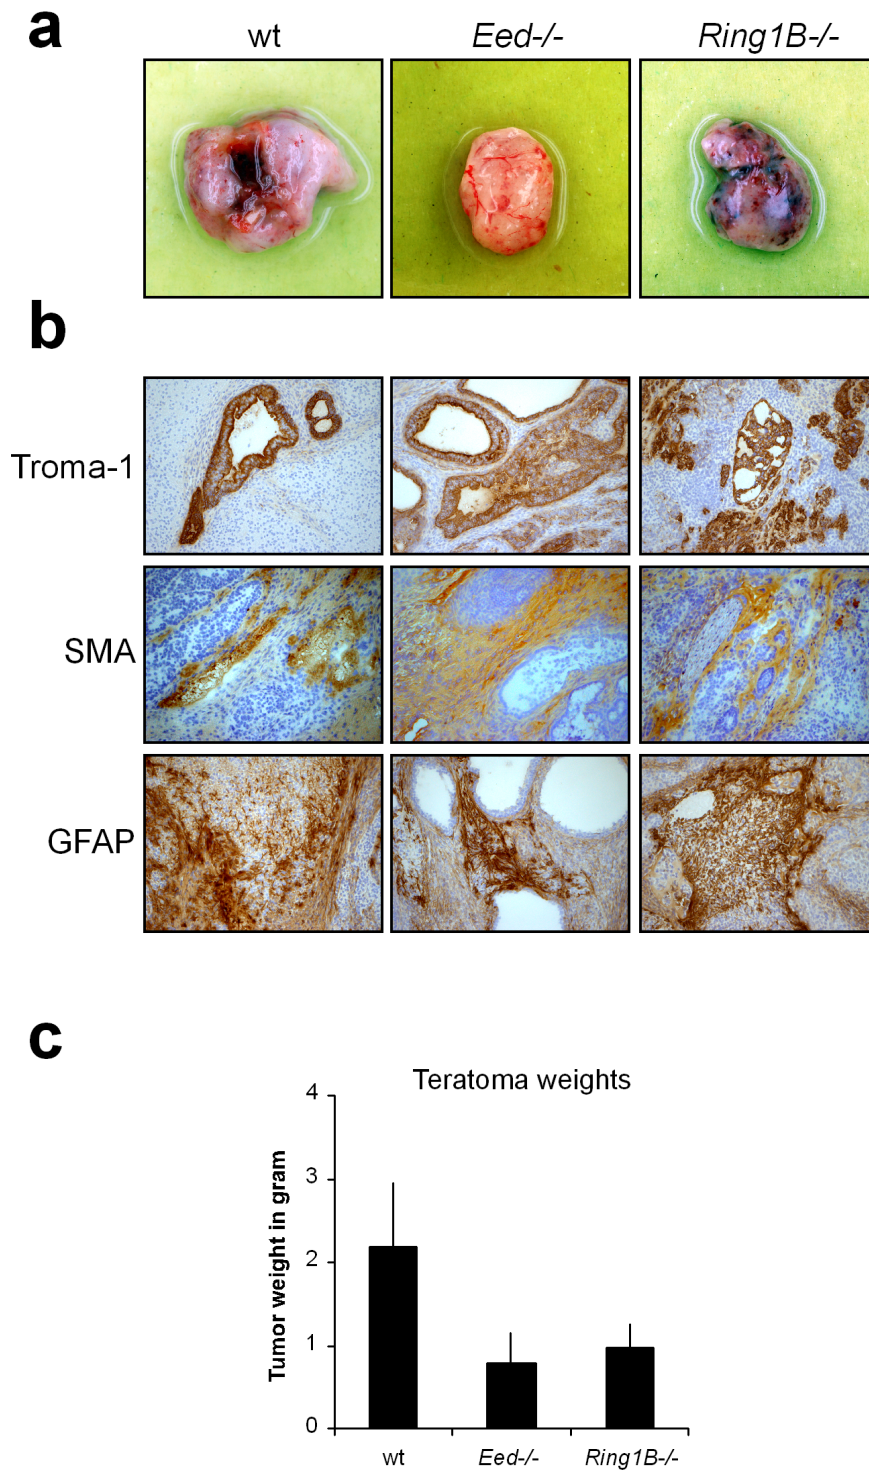 a
wt Eed-/- Ring1B-/-
b
Troma-1
SMA
GFAP
c
Teratoma weights
Tumor weight in gram
4
3
2
1
0
wt Eed-/- Ring1B-/-